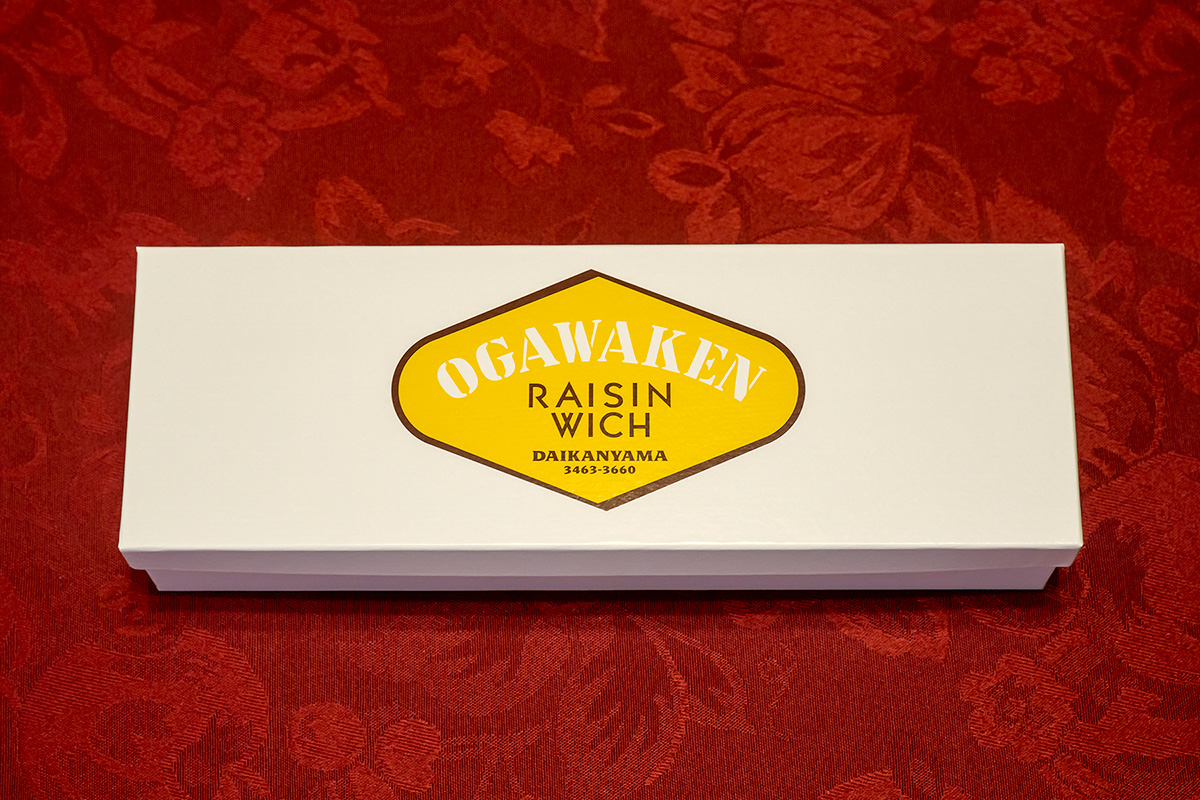 OGAWAKEN
RAISIN
WICH
DAIKANYAMA
3463-3660